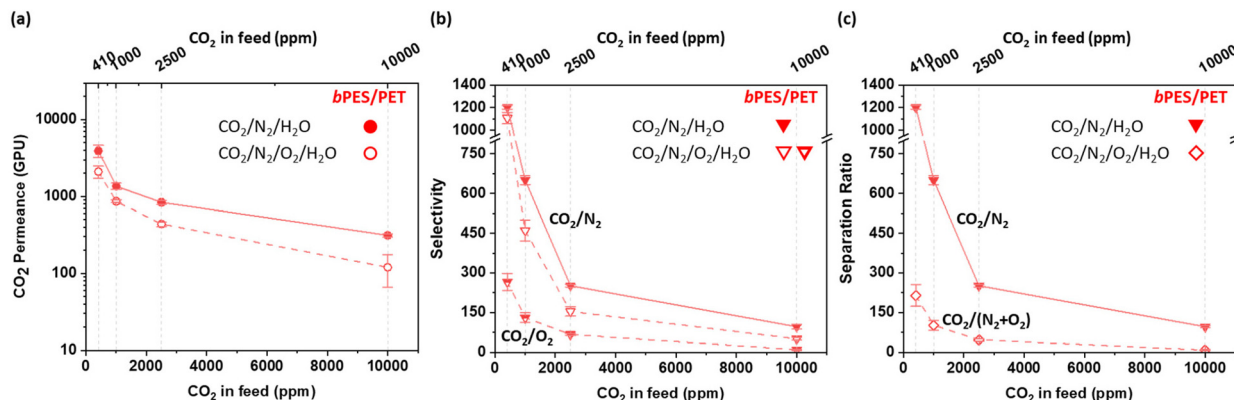 (a)
CO₂ in feed (ppm)
410
1000
2500
10000
bPES/PET
CO₂/N₂/H₂O
CO₂/N₂/O₂/H₂O
CO₂ Permeance (GPU)
10000
1000
100
10
0
2000
4000
6000
8000
10000
CO₂ in feed (ppm)
(b)
CO₂ in feed (ppm)
410
1000
2500
10000
bPES/PET
CO₂/N₂/H₂O
CO₂/N₂/O₂/H₂O
CO₂/N₂
CO₂/O₂
Selectivity
1400
1200
1000
750
600
450
300
150
0
0
2000
4000
6000
8000
10000
CO₂ in feed (ppm)
(c)
CO₂ in feed (ppm)
410
1000
2500
10000
bPES/PET
CO₂/N₂/H₂O
CO₂/N₂/O₂/H₂O
CO₂/N₂
CO₂/(N₂+O₂)
Separation Ratio
1400
1200
1000
750
600
450
300
150
0
0
2000
4000
6000
8000
10000
CO₂ in feed (ppm)